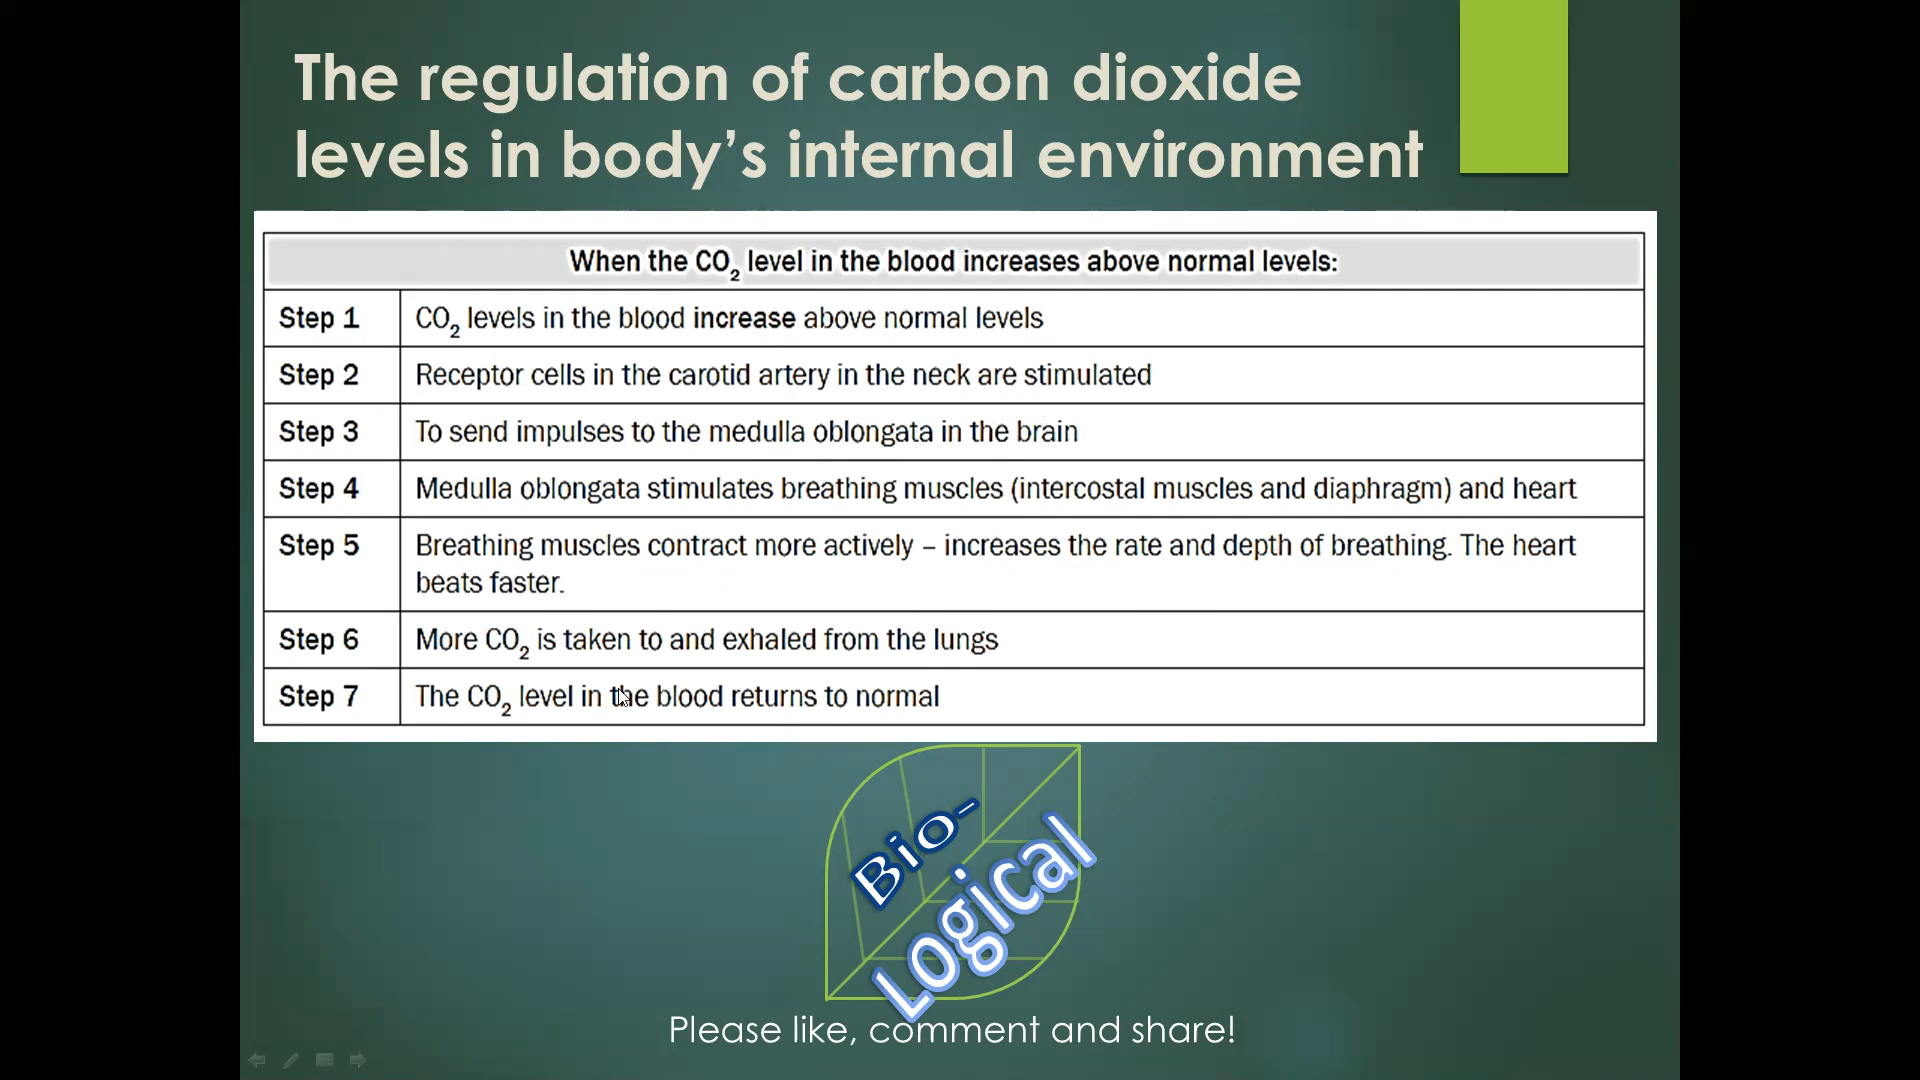 The regulation of carbon dioxide
levels in body’s internal environment
When the CO₂ level in the blood increases above normal levels:
Step 1 CO₂ levels in the blood increase above normal levels
Step 2 Receptor cells in the carotid artery in the neck are stimulated
Step 3 To send impulses to the medulla oblongata in the brain
Step 4 Medulla oblongata stimulates breathing muscles (intercostal muscles and diaphragm) and heart
Step 5 Breathing muscles contract more actively – increases the rate and depth of breathing. The heart
beats faster.
Step 6 More CO₂ is taken to and exhaled from the lungs
Step 7 The CO₂ level in the blood returns to normal
Bio-
Logical
Please like, comment and share!